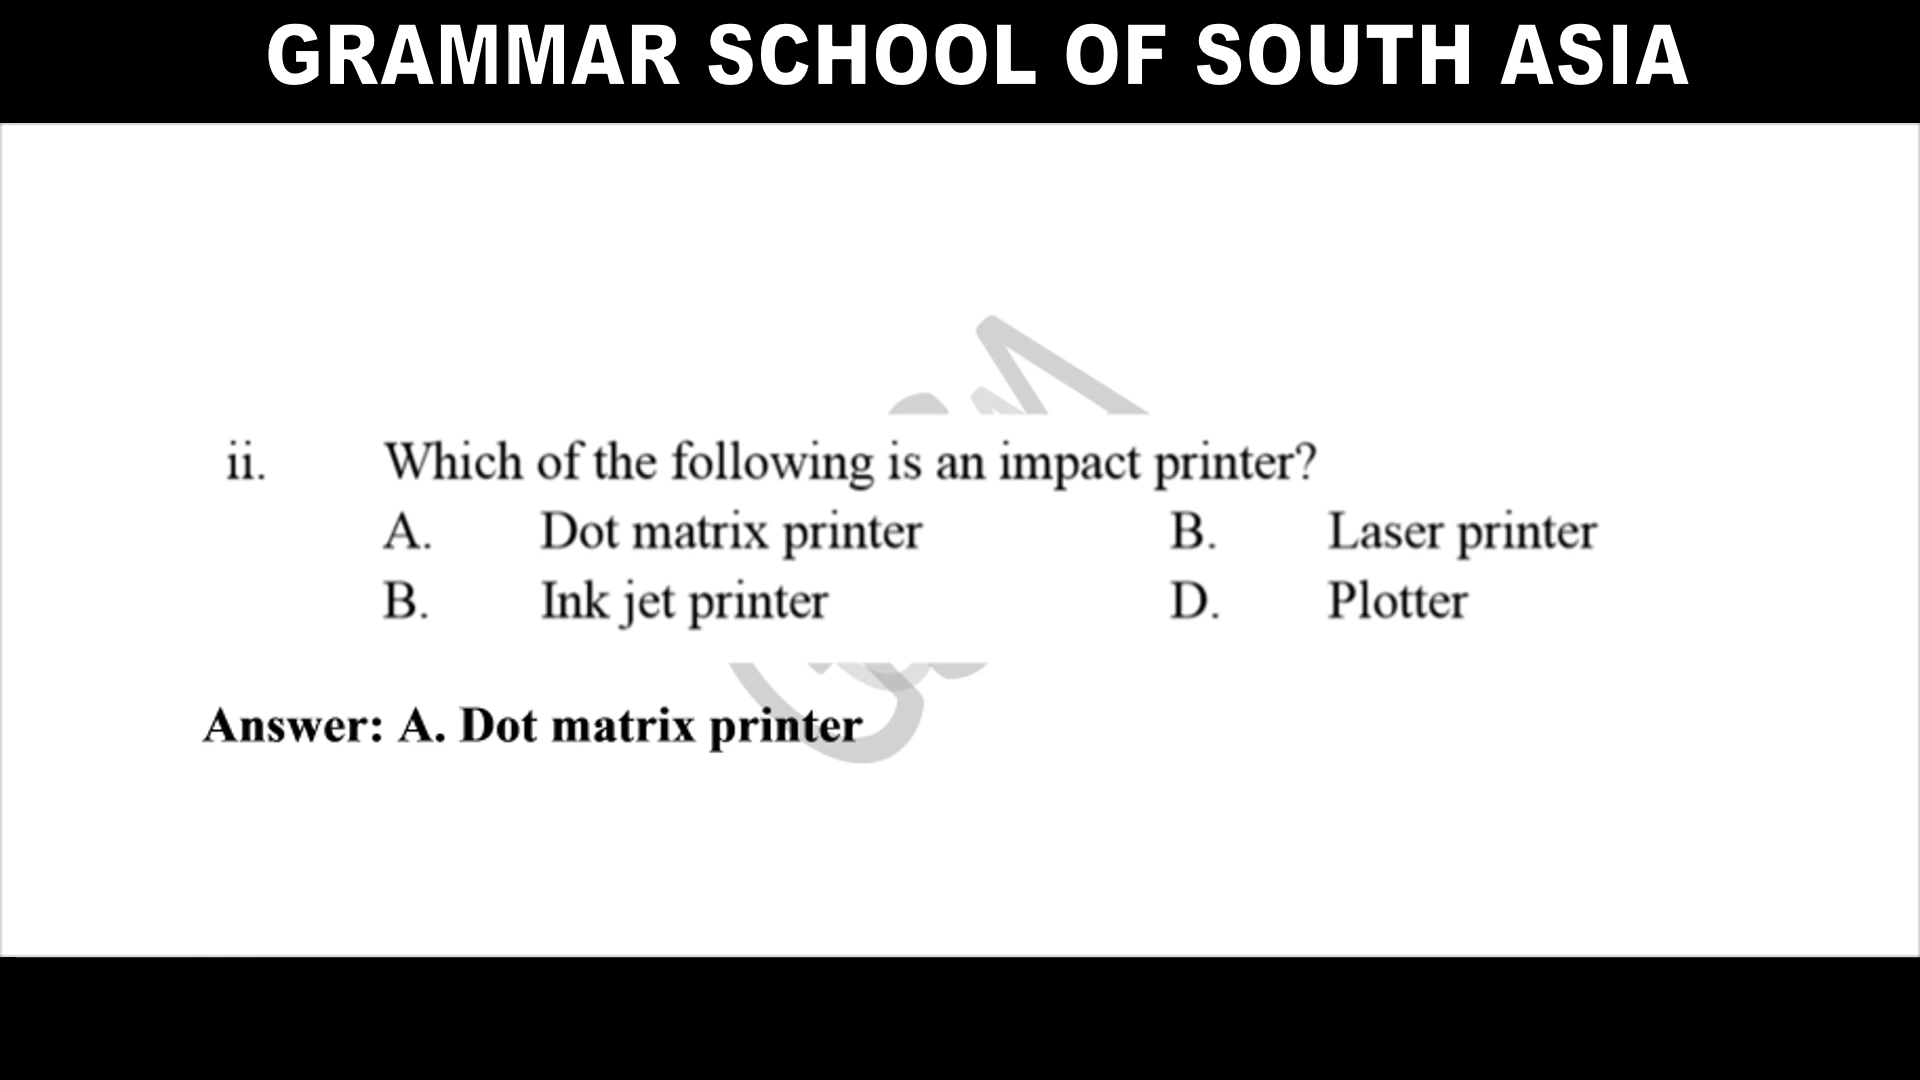 GRAMMAR SCHOOL OF SOUTH ASIA
ii. Which of the following is an impact printer?
A. Dot matrix printer B. Laser printer
B. Ink jet printer D. Plotter
Answer: A. Dot matrix printer